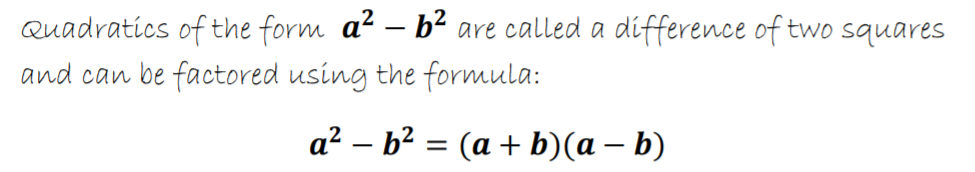 Quadratics of the form a² – b² are called a difference of two squares
and can be factored using the formula:
a² – b² = (a + b)(a – b)